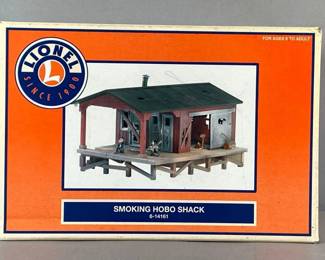 FOR AGES 8 TO ADULT
LIONEL
L
SINCE 1900
SMOKING HOBO SHACK
6-14161